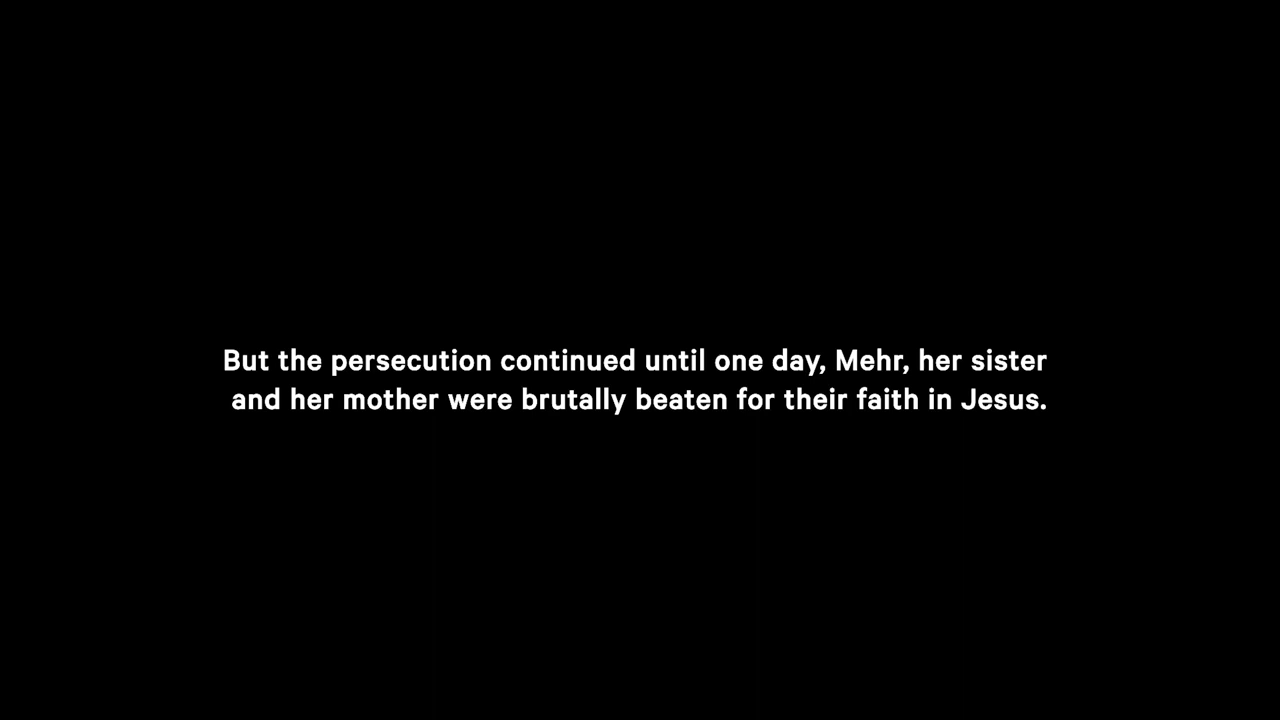 But the persecution continued until one day, Mehr, her sister
and her mother were brutally beaten for their faith in Jesus.